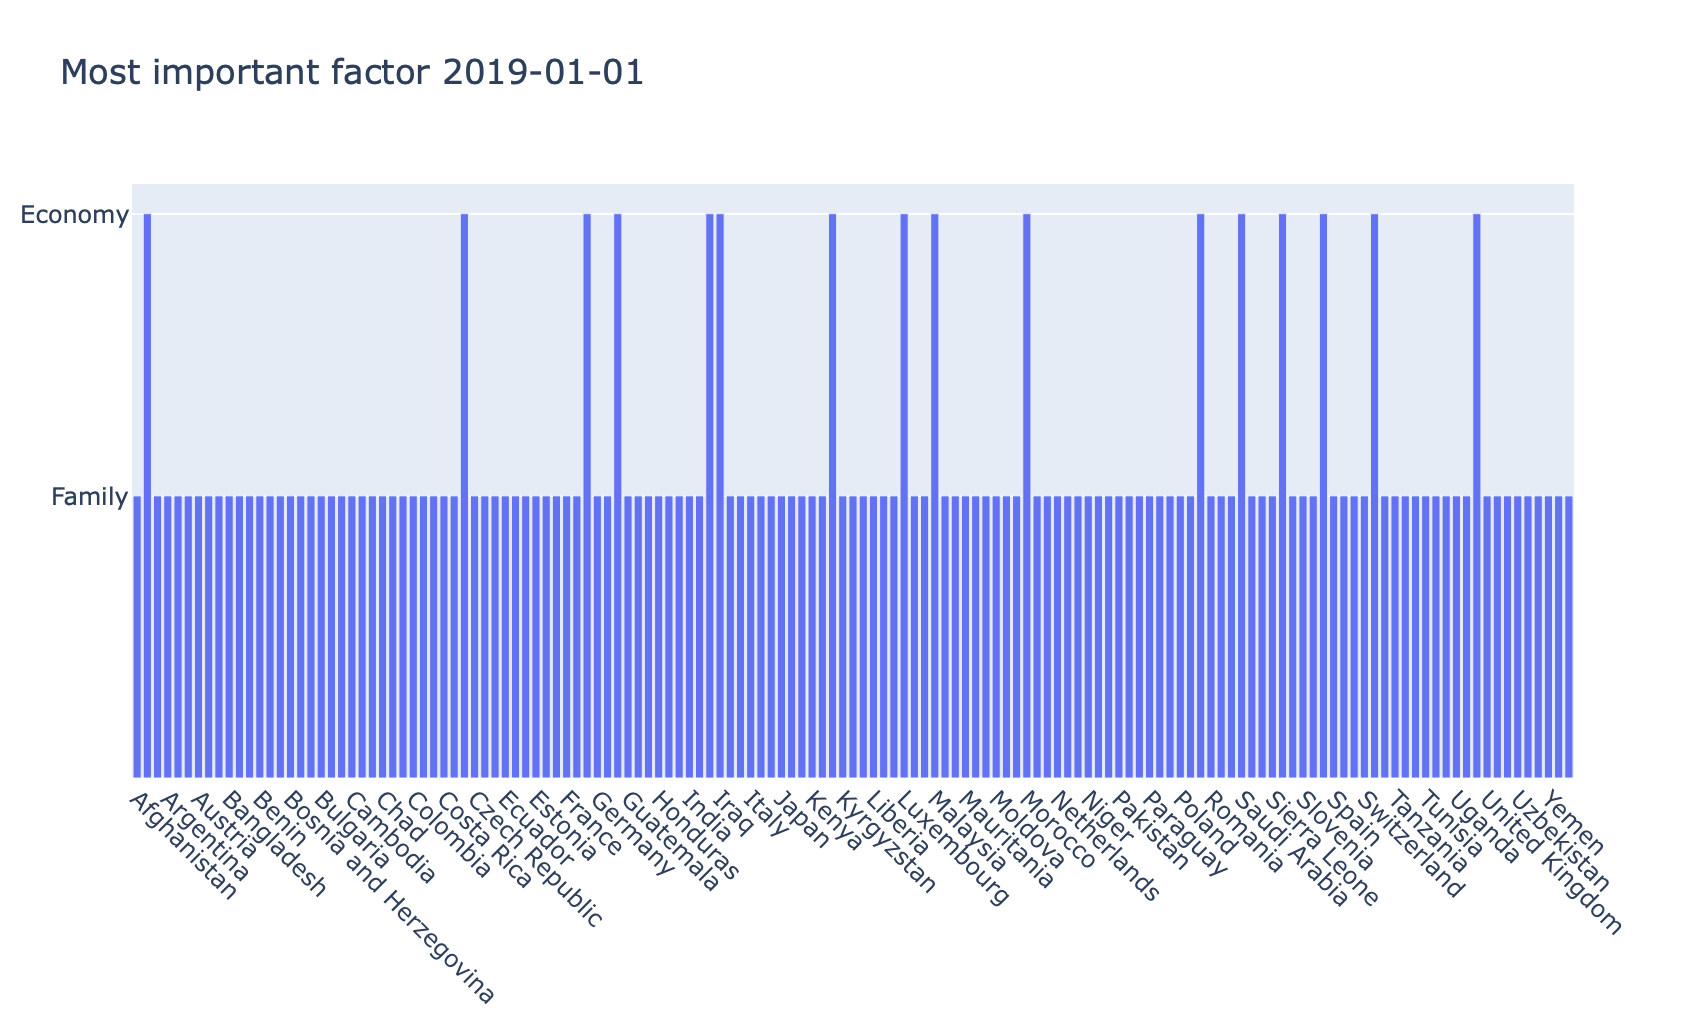 Most important factor 2019-01-01
Economy
Family
Afghanistan
Argentina
Austria
Bangladesh
Benin
Bosnia and Herzegovina
Bulgaria
Cambodia
Chad
Colombia
Costa Rica
Czech Republic
Ecuador
Estonia
France
Germany
Guatemala
Honduras
India
Iraq
Italy
Japan
Kenya
Kyrgyzstan
Liberia
Luxembourg
Malaysia
Mauritania
Moldova
Morocco
Netherlands
Niger
Pakistan
Paraguay
Poland
Romania
Saudi Arabia
Sierra Leone
Slovenia
Spain
Switzerland
Tanzania
Tunisia
Uganda
United Kingdom
Uzbekistan
Yemen